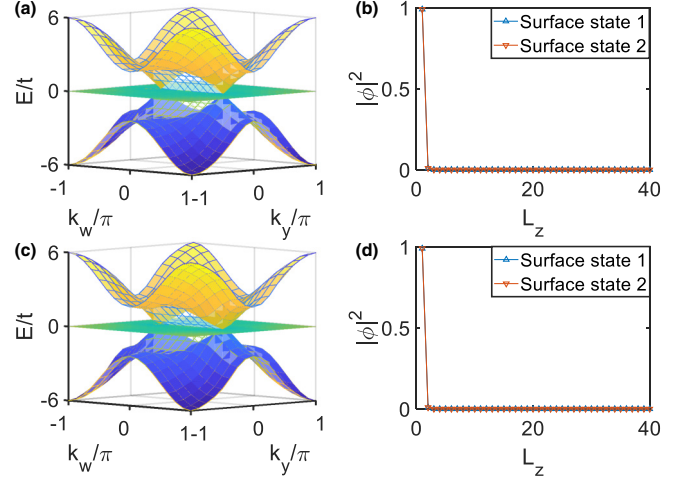 (a)
6
0
-6
E/t
-1
0
1-1
0
1
k_w/π
k_y/π
(b)
1
0.5
0
|ϕ|²
0
20
40
L_z
Surface state 1
Surface state 2
(c)
6
0
-6
E/t
-1
0
1-1
0
1
k_w/π
k_y/π
(d)
1
0.5
0
|ϕ|²
0
20
40
L_z
Surface state 1
Surface state 2